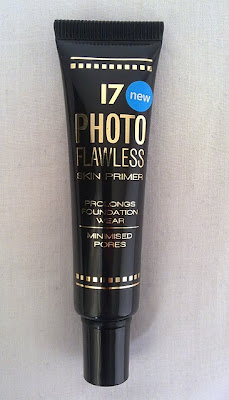 17
new
PHOTO
FLAWLESS
SKIN PRIMER
PROLONGS
FOUNDATION
WEAR
MINIMISED
PORES